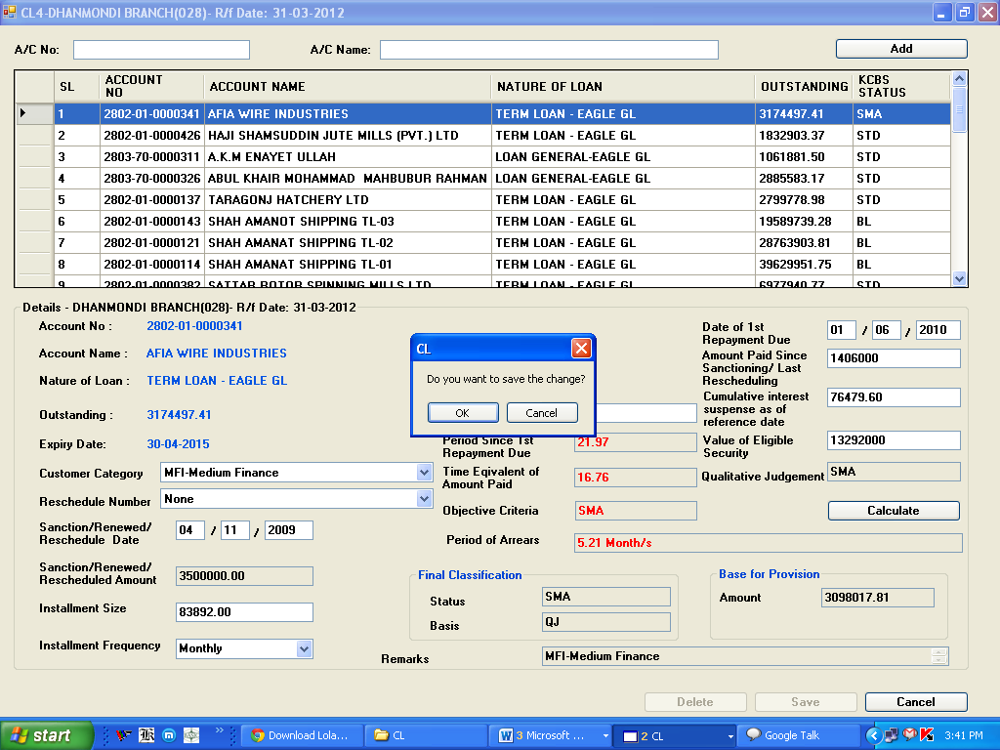 CL4-DHANMONDI BRANCH(028)- R/f Date: 31-03-2012
A/C No:
A/C Name:
Add
SL ACCOUNT NO ACCOUNT NAME NATURE OF LOAN OUTSTANDING KCBS STATUS
1 2802-01-0000341 AFIA WIRE INDUSTRIES TERM LOAN - EAGLE GL 3174497.41 SMA
2 2802-01-0000426 HAJI SHAMSUDDIN JUTE MILLS (PVT.) LTD TERM LOAN - EAGLE GL 1832903.37 STD
3 2803-70-0000311 A.K.M ENAYET ULLAH LOAN GENERAL-EAGLE GL 1061881.50 STD
4 2803-70-0000326 ABUL KHAIR MOHAMMAD MAHBUBUR RAHMAN LOAN GENERAL-EAGLE GL 2885583.17 STD
5 2802-01-0000137 TARAGONJ HATCHERY LTD TERM LOAN - EAGLE GL 2799778.98 STD
6 2802-01-0000143 SHAH AMANOT SHIPPING TL-03 TERM LOAN - EAGLE GL 19589739.28 BL
7 2802-01-0000121 SHAH AMANAT SHIPPING TL-02 TERM LOAN - EAGLE GL 28763903.81 BL
8 2802-01-0000114 SHAH AMANAT SHIPPING TL-01 TERM LOAN - EAGLE GL 39629951.75 BL
9 2802-01-0000382 SATTAR ROTOR SPINNING MILLS LTD TERM LOAN - EAGLE GL 6977940.77 STD
Details - DHANMONDI BRANCH(028)- R/f Date: 31-03-2012
Account No : 2802-01-0000341
Account Name : AFIA WIRE INDUSTRIES
Nature of Loan : TERM LOAN - EAGLE GL
Outstanding : 3174497.41
Expiry Date: 30-04-2015
Customer Category MFI-Medium Finance
Reschedule Number None
Sanction/Renewed/
Reschedule Date 04 / 11 / 2009
Sanction/Renewed/
Rescheduled Amount 3500000.00
Installment Size 83892.00
Installment Frequency Monthly
CL
Do you want to save the change?
OK Cancel
Period Since 1st
Repayment Due 21.97
Time Eqivalent of
Amount Paid 16.76
Objective Criteria SMA
Period of Arrears 5.21 Month/s
Date of 1st
Repayment Due 01 / 06 / 2010
Amount Paid Since
Sanctioning/ Last
Rescheduling 1406000
Cumulative interest
suspense as of
reference date 76479.60
Value of Eligible
Security 13292000
Qualitative Judgement SMA
Calculate
Final Classification
Status SMA
Basis QJ
Base for Provision
Amount 3098017.81
Remarks MFI-Medium Finance
Delete Save Cancel
start Download Lola... CL 3 Microsoft ... 2 CL Google Talk 3:41 PM